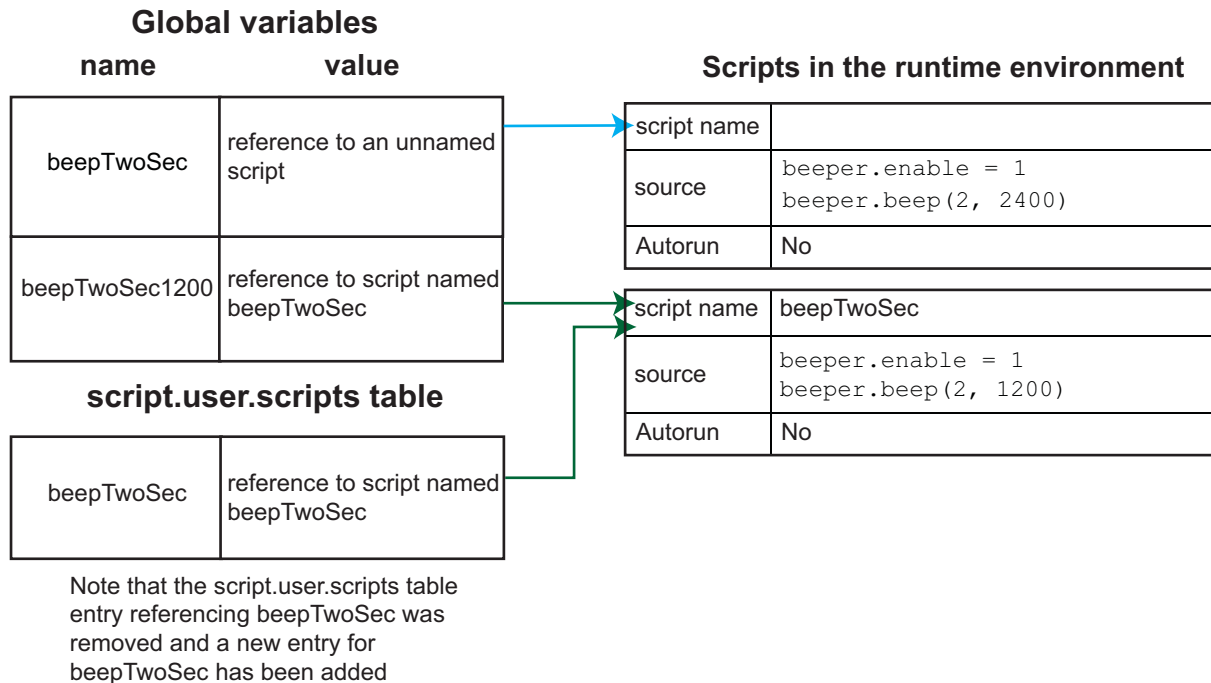 Global variables
name value
beepTwoSec
reference to an unnamed
script
beepTwoSec1200
reference to script named
beepTwoSec
script.user.scripts table
beepTwoSec
reference to script named
beepTwoSec
Note that the script.user.scripts table
entry referencing beepTwoSec was
removed and a new entry for
beepTwoSec has been added
Scripts in the runtime environment
script name
source
beeper.enable = 1
beeper.beep(2, 2400)
Autorun No
script name beepTwoSec
source
beeper.enable = 1
beeper.beep(2, 1200)
Autorun No